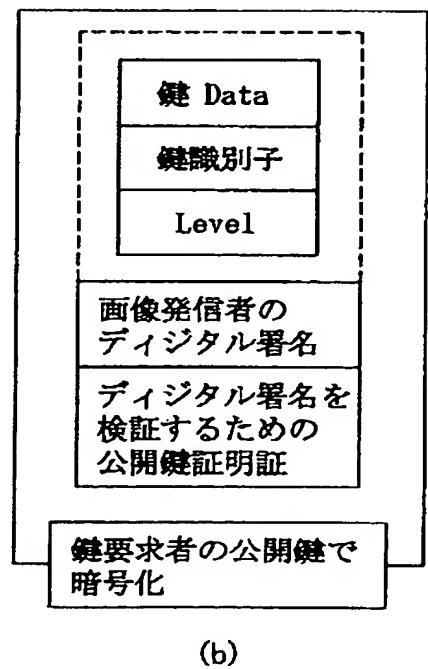 鍵 Data
鍵識別子
Level
画像発信者の
ディジタル署名
ディジタル署名を
検証するための
公開鍵証明証
鍵要求者の公開鍵で
暗号化
(b)